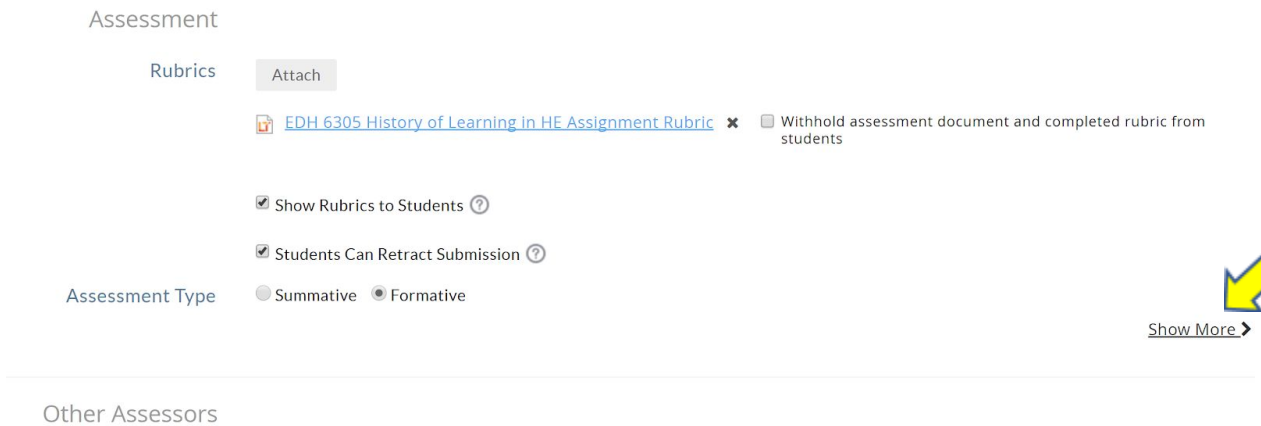 Assessment
Rubrics
Attach
EDH 6305 History of Learning in HE Assignment Rubric
Withhold assessment document and completed rubric from
students
Show Rubrics to Students
Students Can Retract Submission
Assessment Type
Summative Formative
Show More
Other Assessors